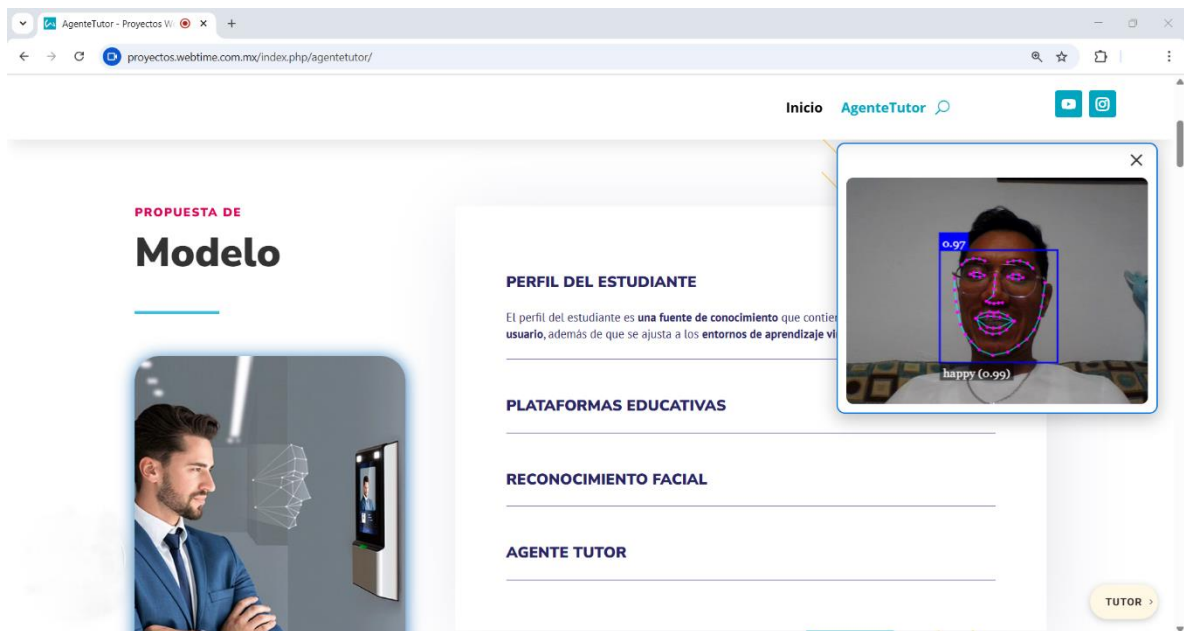 AgenteTutor - Proyectos W
proyectos.webtime.com.mx/index.php/agentetutor/
Inicio AgenteTutor
PROPUESTA DE
Modelo
PERFIL DEL ESTUDIANTE
El perfil del estudiante es una fuente de conocimiento que
usuario, además de que se ajusta a los entornos de aprendizaje
PLATAFORMAS EDUCATIVAS
RECONOCIMIENTO FACIAL
AGENTE TUTOR
0.97
happy (0.99)
TUTOR >